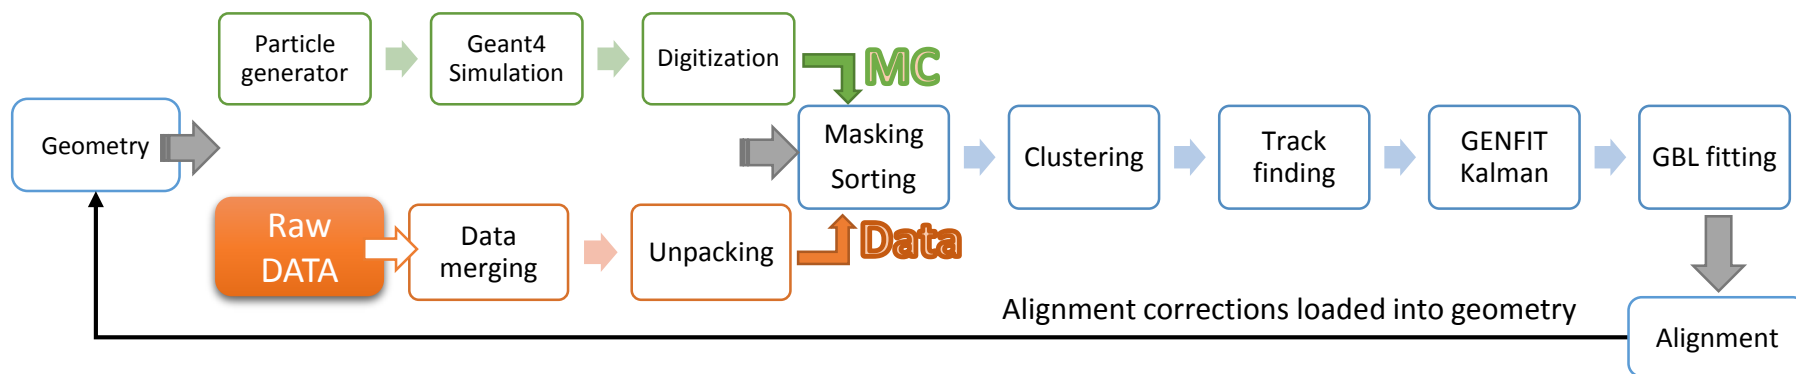 Particle
generator
Geant4
Simulation
Digitization
MC
Geometry
Masking
Sorting
Clustering
Track
finding
GENFIT
Kalman
GBL fitting
Raw
DATA
Data
merging
Unpacking
Data
Alignment corrections loaded into geometry
Alignment